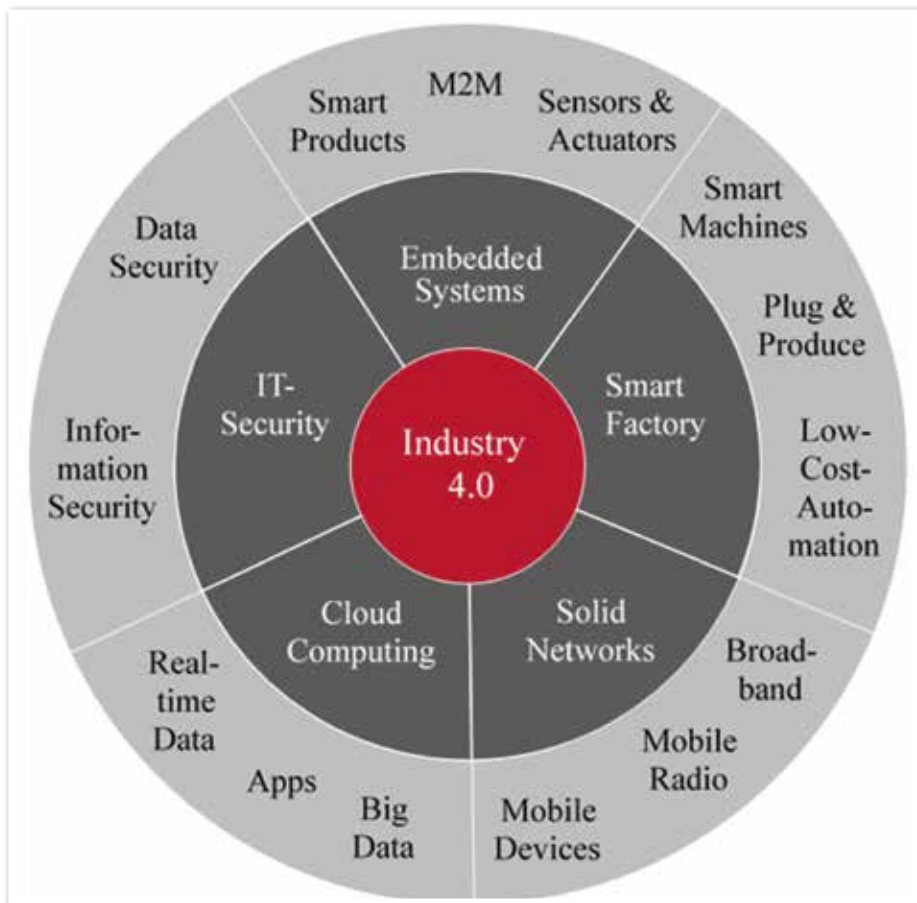 M2M
Smart
Products
Sensors &
Actuators
Smart
Machines
Plug &
Produce
Low-
Cost-
Auto-
mation
Broad-
band
Mobile
Radio
Mobile
Devices
Big
Data
Apps
Real-
time
Data
Infor-
mation
Security
Data
Security
Embedded
Systems
Smart
Factory
Solid
Networks
Cloud
Computing
IT-
Security
Industry
4.0